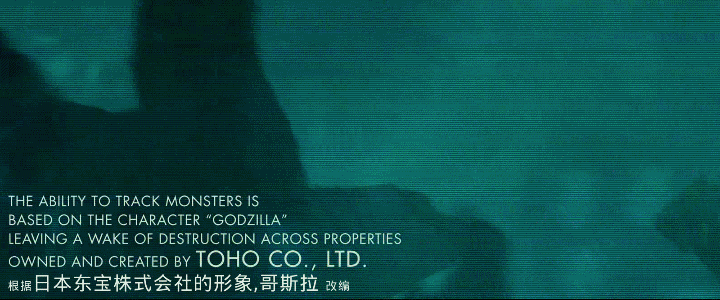 THE ABILITY TO TRACK MONSTERS IS
BASED ON THE CHARACTER “GODZILLA”
LEAVING A WAKE OF DESTRUCTION ACROSS PROPERTIES
OWNED AND CREATED BY TOHO CO., LTD.
根据日本东宝株式会社的形象,哥斯拉 改编